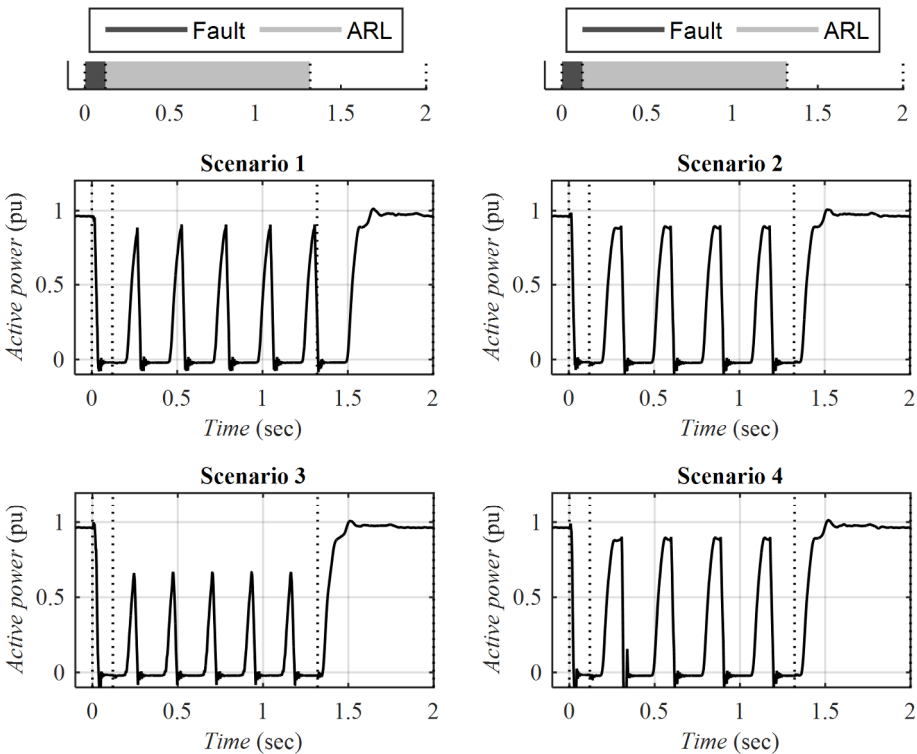 Fault ARL
0 0.5 1 1.5 2
Fault ARL
0 0.5 1 1.5 2
Scenario 1
Active power (pu)
1
0.5
0
0 0.5 1 1.5 2
Time (sec)
Scenario 2
Active power (pu)
1
0.5
0
0 0.5 1 1.5 2
Time (sec)
Scenario 3
Active power (pu)
1
0.5
0
0 0.5 1 1.5 2
Time (sec)
Scenario 4
Active power (pu)
1
0.5
0
0 0.5 1 1.5 2
Time (sec)